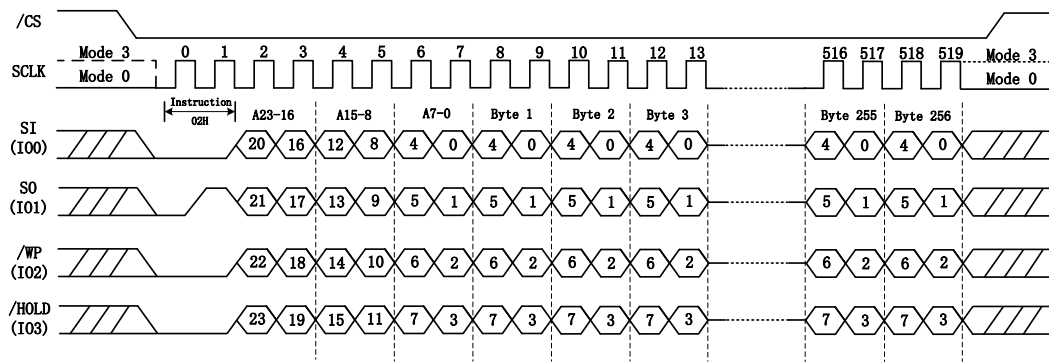 /CS
Mode 3 0 1 2 3 4 5 6 7 8 9 10 11 12 13 516 517 518 519 Mode 3
SCLK Mode 0 Mode 0
Instruction
02H A23-16 A15-8 A7-0 Byte 1 Byte 2 Byte 3 Byte 255 Byte 256
SI
(IO0) 20 16 12 8 4 0 4 0 4 0 4 0 4 0 4 0
SO
(IO1) 21 17 13 9 5 1 5 1 5 1 5 1 5 1 5 1
/WP
(IO2) 22 18 14 10 6 2 6 2 6 2 6 2 6 2 6 2
/HOLD
(IO3) 23 19 15 11 7 3 7 3 7 3 7 3 7 3 7 3